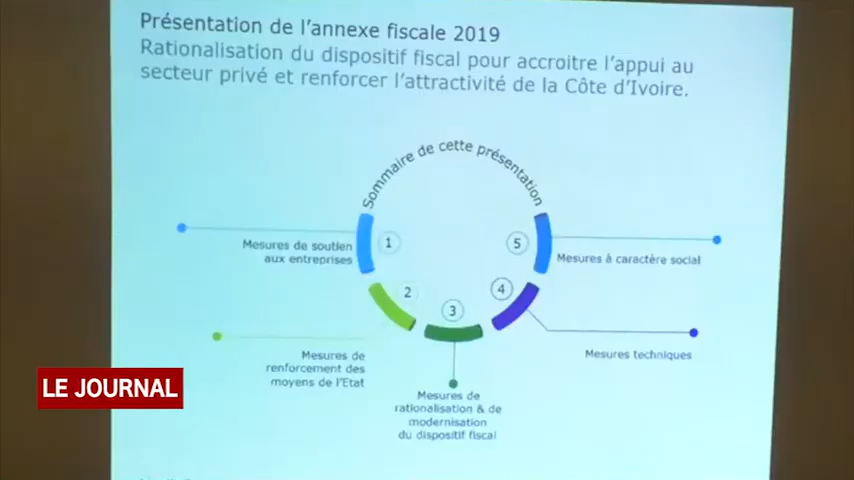 Présentation de l'annexe fiscale 2019
Rationalisation du dispositif fiscal pour accroitre l'appui au
secteur privé et renforcer l'attractivité de la Côte d'Ivoire.
Sommaire de cette présentation
1
Mesures de soutien
aux entreprises
2
Mesures de
renforcement des
moyens de l'Etat
3
Mesures de
rationalisation & de
modernisation
du dispositif fiscal
4
Mesures techniques
5
Mesures à caractère social
LE JOURNAL